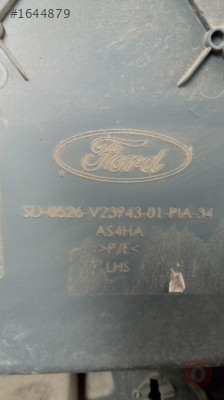 #1644879
Ford
SD-0526-V23943-01-PIA-34
AS4HA
>P/E<
LHS